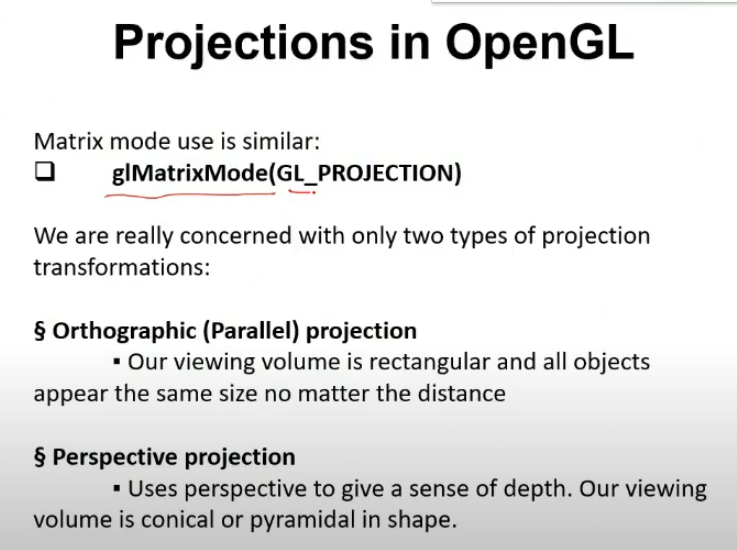 Projections in OpenGL
Matrix mode use is similar:
❑ glMatrixMode(GL_PROJECTION)
We are really concerned with only two types of projection
transformations:
§ Orthographic (Parallel) projection
▪ Our viewing volume is rectangular and all objects
appear the same size no matter the distance
§ Perspective projection
▪ Uses perspective to give a sense of depth. Our viewing
volume is conical or pyramidal in shape.